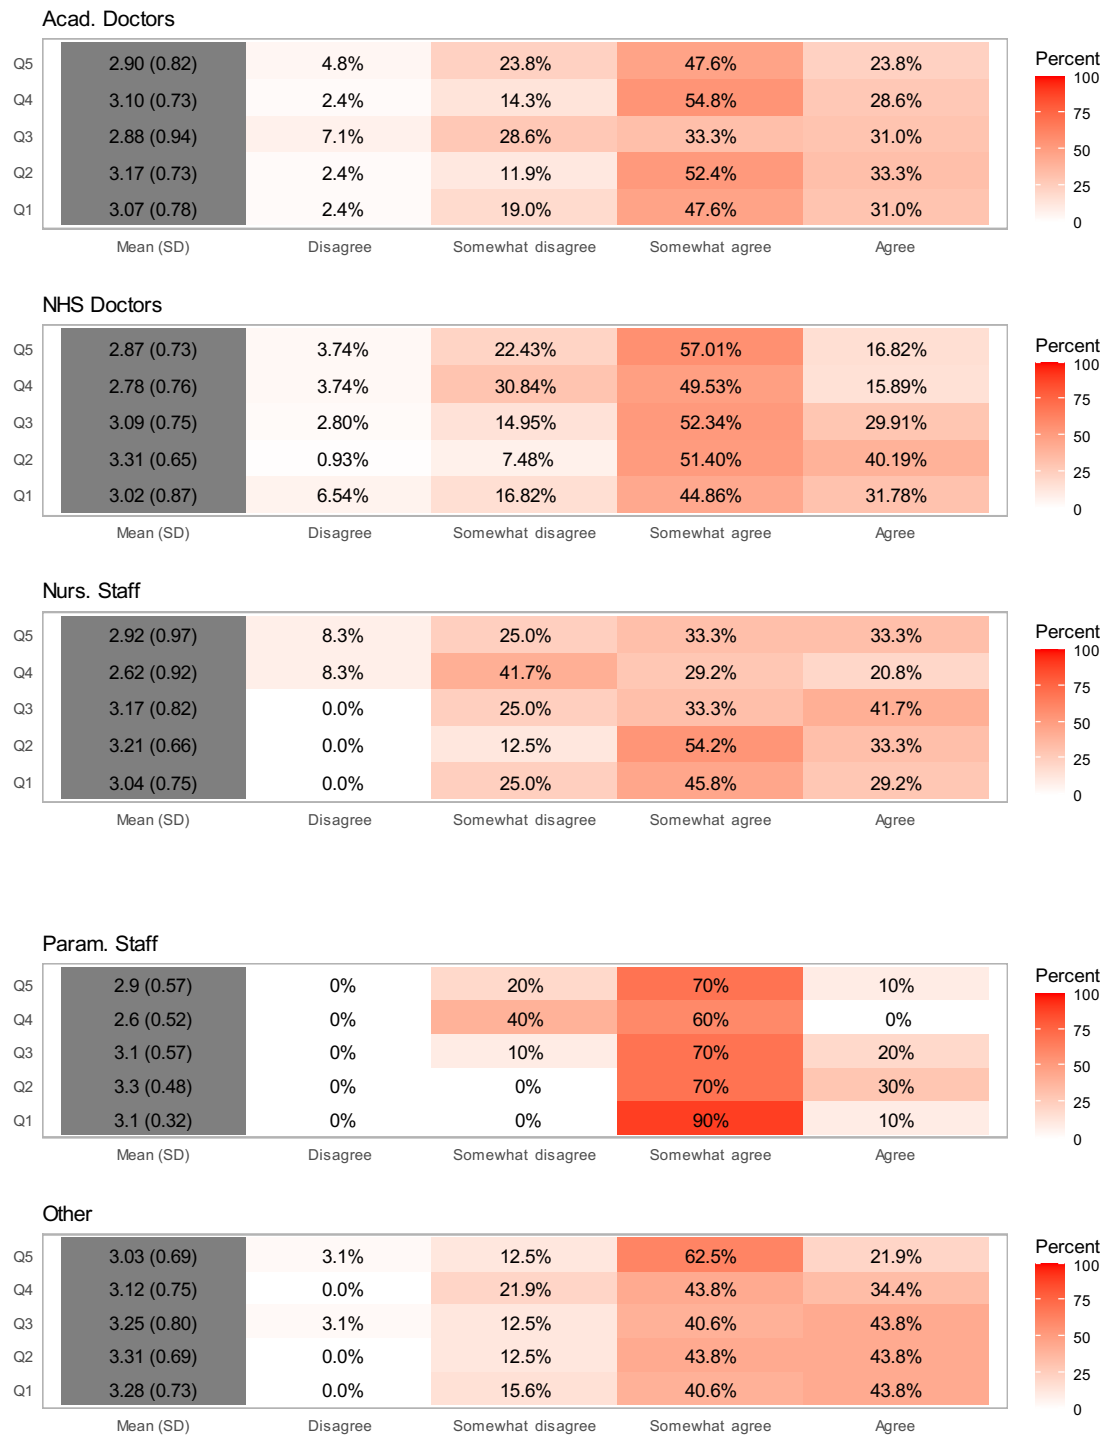 Acad. Doctors
Percent
Q5 2.90 (0.82) 4.8% 23.8% 47.6% 23.8% 100
Q4 3.10 (0.73) 2.4% 14.3% 54.8% 28.6% 75
Q3 2.88 (0.94) 7.1% 28.6% 33.3% 31.0% 50
Q2 3.17 (0.73) 2.4% 11.9% 52.4% 33.3% 25
Q1 3.07 (0.78) 2.4% 19.0% 47.6% 31.0% 0
Mean (SD) Disagree Somewhat disagree Somewhat agree Agree
NHS Doctors
Percent
Q5 2.87 (0.73) 3.74% 22.43% 57.01% 16.82% 100
Q4 2.78 (0.76) 3.74% 30.84% 49.53% 15.89% 75
Q3 3.09 (0.75) 2.80% 14.95% 52.34% 29.91% 50
Q2 3.31 (0.65) 0.93% 7.48% 51.40% 40.19% 25
Q1 3.02 (0.87) 6.54% 16.82% 44.86% 31.78% 0
Mean (SD) Disagree Somewhat disagree Somewhat agree Agree
Nurs. Staff
Percent
Q5 2.92 (0.97) 8.3% 25.0% 33.3% 33.3% 100
Q4 2.62 (0.92) 8.3% 41.7% 29.2% 20.8% 75
Q3 3.17 (0.82) 0.0% 25.0% 33.3% 41.7% 50
Q2 3.21 (0.66) 0.0% 12.5% 54.2% 33.3% 25
Q1 3.04 (0.75) 0.0% 25.0% 45.8% 29.2% 0
Mean (SD) Disagree Somewhat disagree Somewhat agree Agree
Param. Staff
Percent
Q5 2.9 (0.57) 0% 20% 70% 10% 100
Q4 2.6 (0.52) 0% 40% 60% 0% 75
Q3 3.1 (0.57) 0% 10% 70% 20% 50
Q2 3.3 (0.48) 0% 0% 70% 30% 25
Q1 3.1 (0.32) 0% 0% 90% 10% 0
Mean (SD) Disagree Somewhat disagree Somewhat agree Agree
Other
Percent
Q5 3.03 (0.69) 3.1% 12.5% 62.5% 21.9% 100
Q4 3.12 (0.75) 0.0% 21.9% 43.8% 34.4% 75
Q3 3.25 (0.80) 3.1% 12.5% 40.6% 43.8% 50
Q2 3.31 (0.69) 0.0% 12.5% 43.8% 43.8% 25
Q1 3.28 (0.73) 0.0% 15.6% 40.6% 43.8% 0
Mean (SD) Disagree Somewhat disagree Somewhat agree Agree